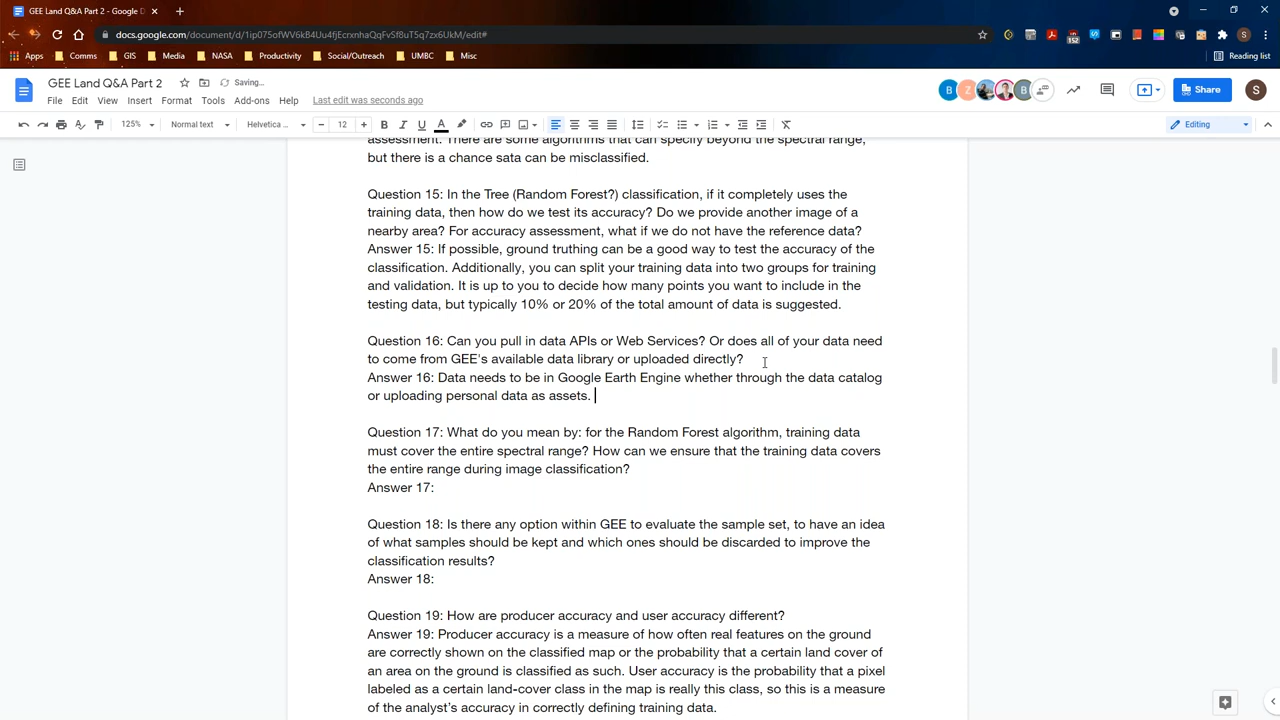 GEE Land Q&A Part 2 - Google D
docs.google.com/document/d/1ip075ofWV6kB4Uu4fjEcrxnhaQqFvSf8uT5q7zx6UkM/edit#
Apps Comms GIS Media NASA Productivity Social/Outreach UMBC Misc Reading list
GEE Land Q&A Part 2 Saving...
File Edit View Insert Format Tools Add-ons Help Last edit was seconds ago
B Z B Share S
125% Normal text Helvetica ... 12 B I U A Editing
assessment. There are some algorithms that can specify beyond the spectral range,
but there is a chance sata can be misclassified.
Question 15: In the Tree (Random Forest?) classification, if it completely uses the
training data, then how do we test its accuracy? Do we provide another image of a
nearby area? For accuracy assessment, what if we do not have the reference data?
Answer 15: If possible, ground truthing can be a good way to test the accuracy of the
classification. Additionally, you can split your training data into two groups for training
and validation. It is up to you to decide how many points you want to include in the
testing data, but typically 10% or 20% of the total amount of data is suggested.
Question 16: Can you pull in data APIs or Web Services? Or does all of your data need
to come from GEE's available data library or uploaded directly?
Answer 16: Data needs to be in Google Earth Engine whether through the data catalog
or uploading personal data as assets.
Question 17: What do you mean by: for the Random Forest algorithm, training data
must cover the entire spectral range? How can we ensure that the training data covers
the entire range during image classification?
Answer 17:
Question 18: Is there any option within GEE to evaluate the sample set, to have an idea
of what samples should be kept and which ones should be discarded to improve the
classification results?
Answer 18:
Question 19: How are producer accuracy and user accuracy different?
Answer 19: Producer accuracy is a measure of how often real features on the ground
are correctly shown on the classified map or the probability that a certain land cover of
an area on the ground is classified as such. User accuracy is the probability that a pixel
labeled as a certain land-cover class in the map is really this class, so this is a measure
of the analyst's accuracy in correctly defining training data.